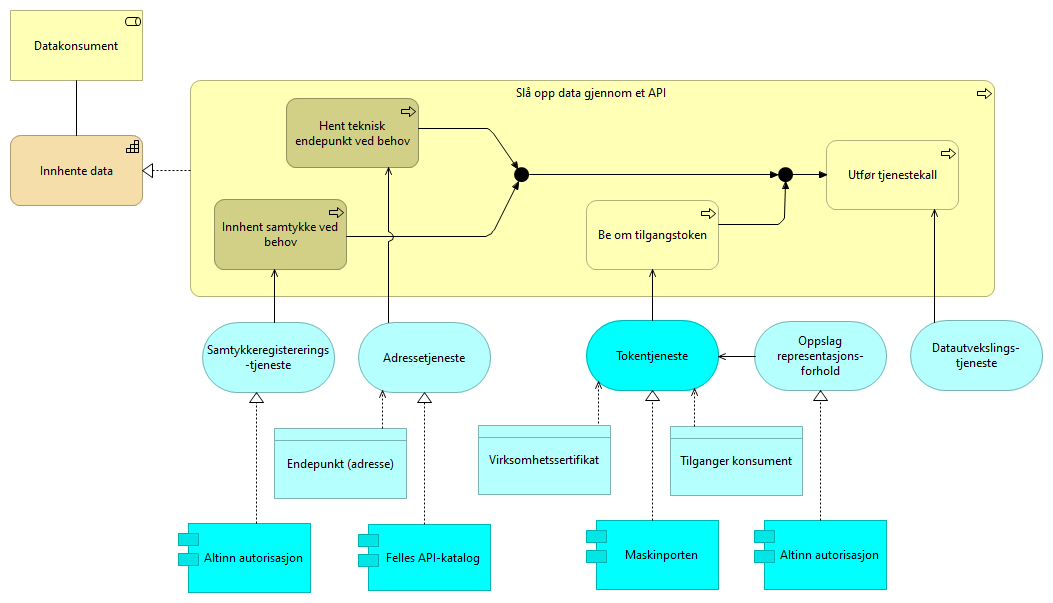 Datakonsument
Innhente data
Slå opp data gjennom et API
Hent teknisk
endepunkt ved behov
Innhent samtykke ved
behov
Be om tilgangstoken
Utfør tjenestekall
Samtykkeregistererings
-tjeneste
Adressetjeneste
Tokentjeneste
Oppslag
representasjons-
forhold
Datautvekslings-
tjeneste
Endepunkt (adresse)
Virksomhetssertifikat
Tilganger konsument
Altinn autorisasjon
Felles API-katalog
Maskinporten
Altinn autorisasjon